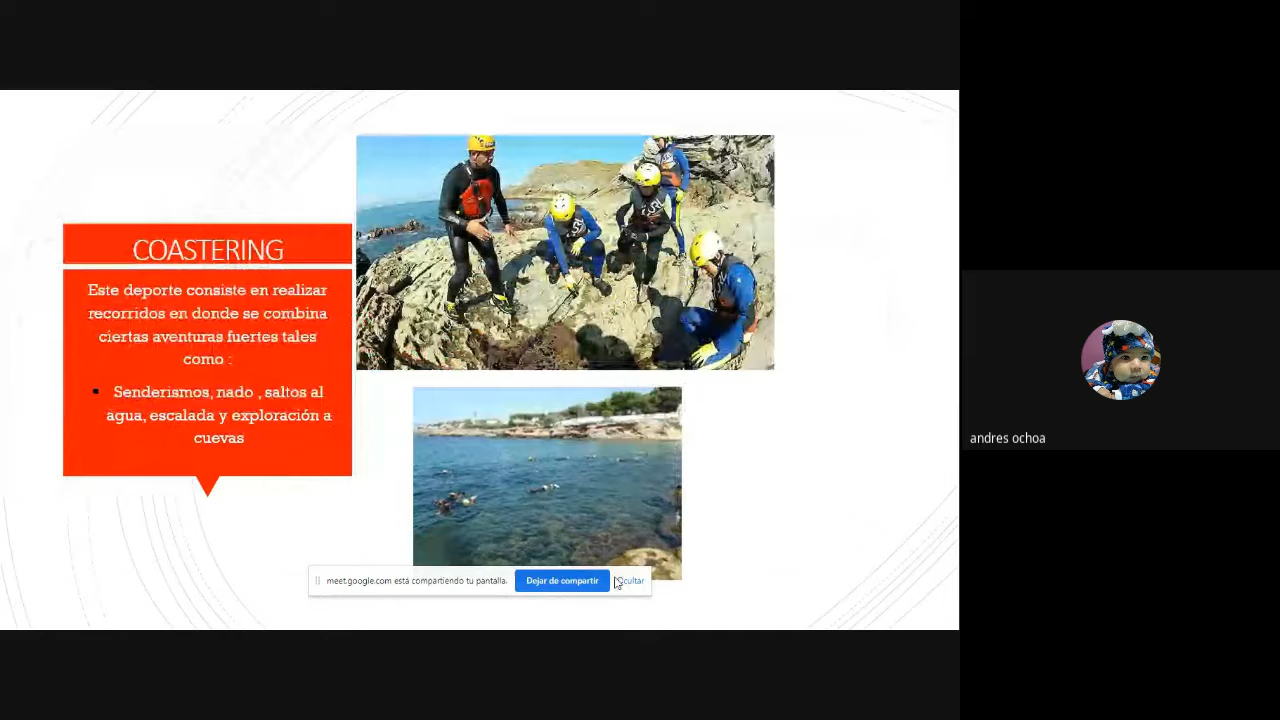 COASTERING
Este deporte consiste en realizar
recorridos en donde se combina
ciertas aventuras fuertes tales
como :
Senderismos, nado , saltos al
agua, escalada y exploración a
cuevas
meet.google.com está compartiendo tu pantalla.
Dejar de compartir
Ocultar
andres ochoa